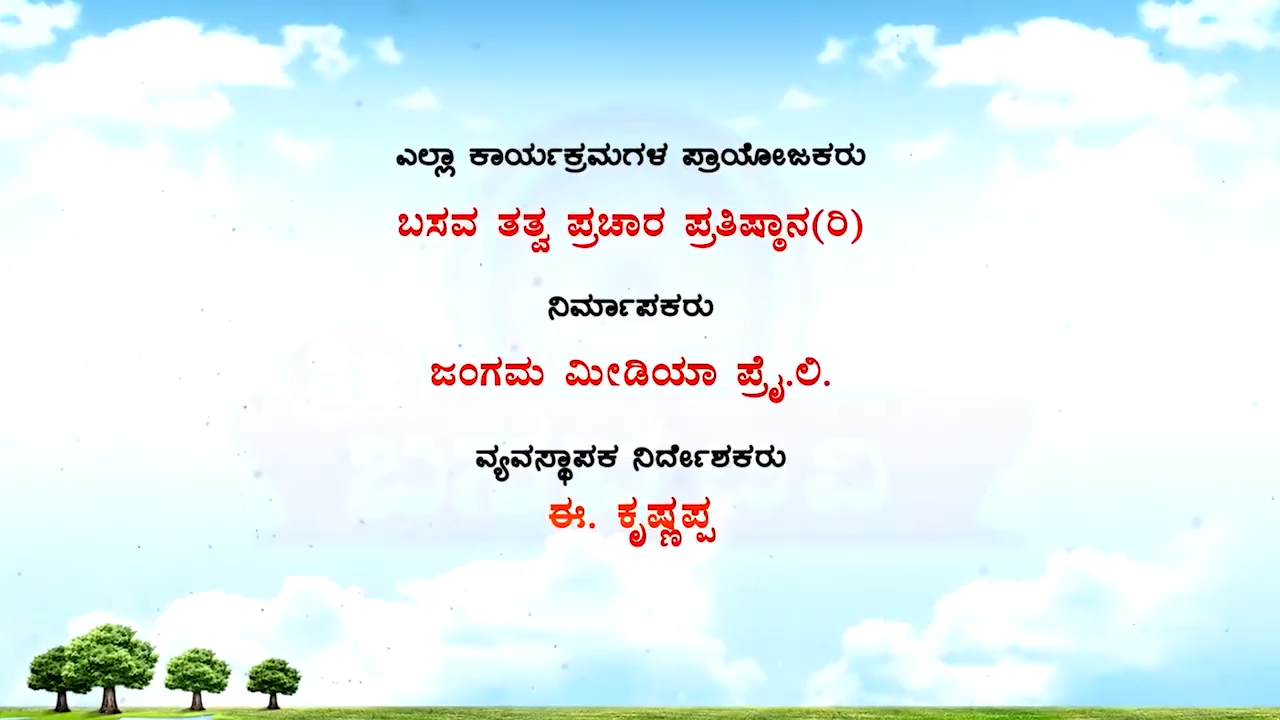 ಎಲ್ಲಾ ಕಾರ್ಯಕ್ರಮಗಳ ಪ್ರಾಯೋಜಕರು
ಬಸವ ತತ್ವ ಪ್ರಚಾರ ಪ್ರತಿಷ್ಠಾನ(ರಿ)
ನಿರ್ಮಾಪಕರು
ಜಂಗಮ ಮೀಡಿಯಾ ಪ್ರೈ.ಲಿ.
ವ್ಯವಸ್ಥಾಪಕ ನಿರ್ದೇಶಕರು
ಈ. ಕೃಷ್ಣಪ್ಪ